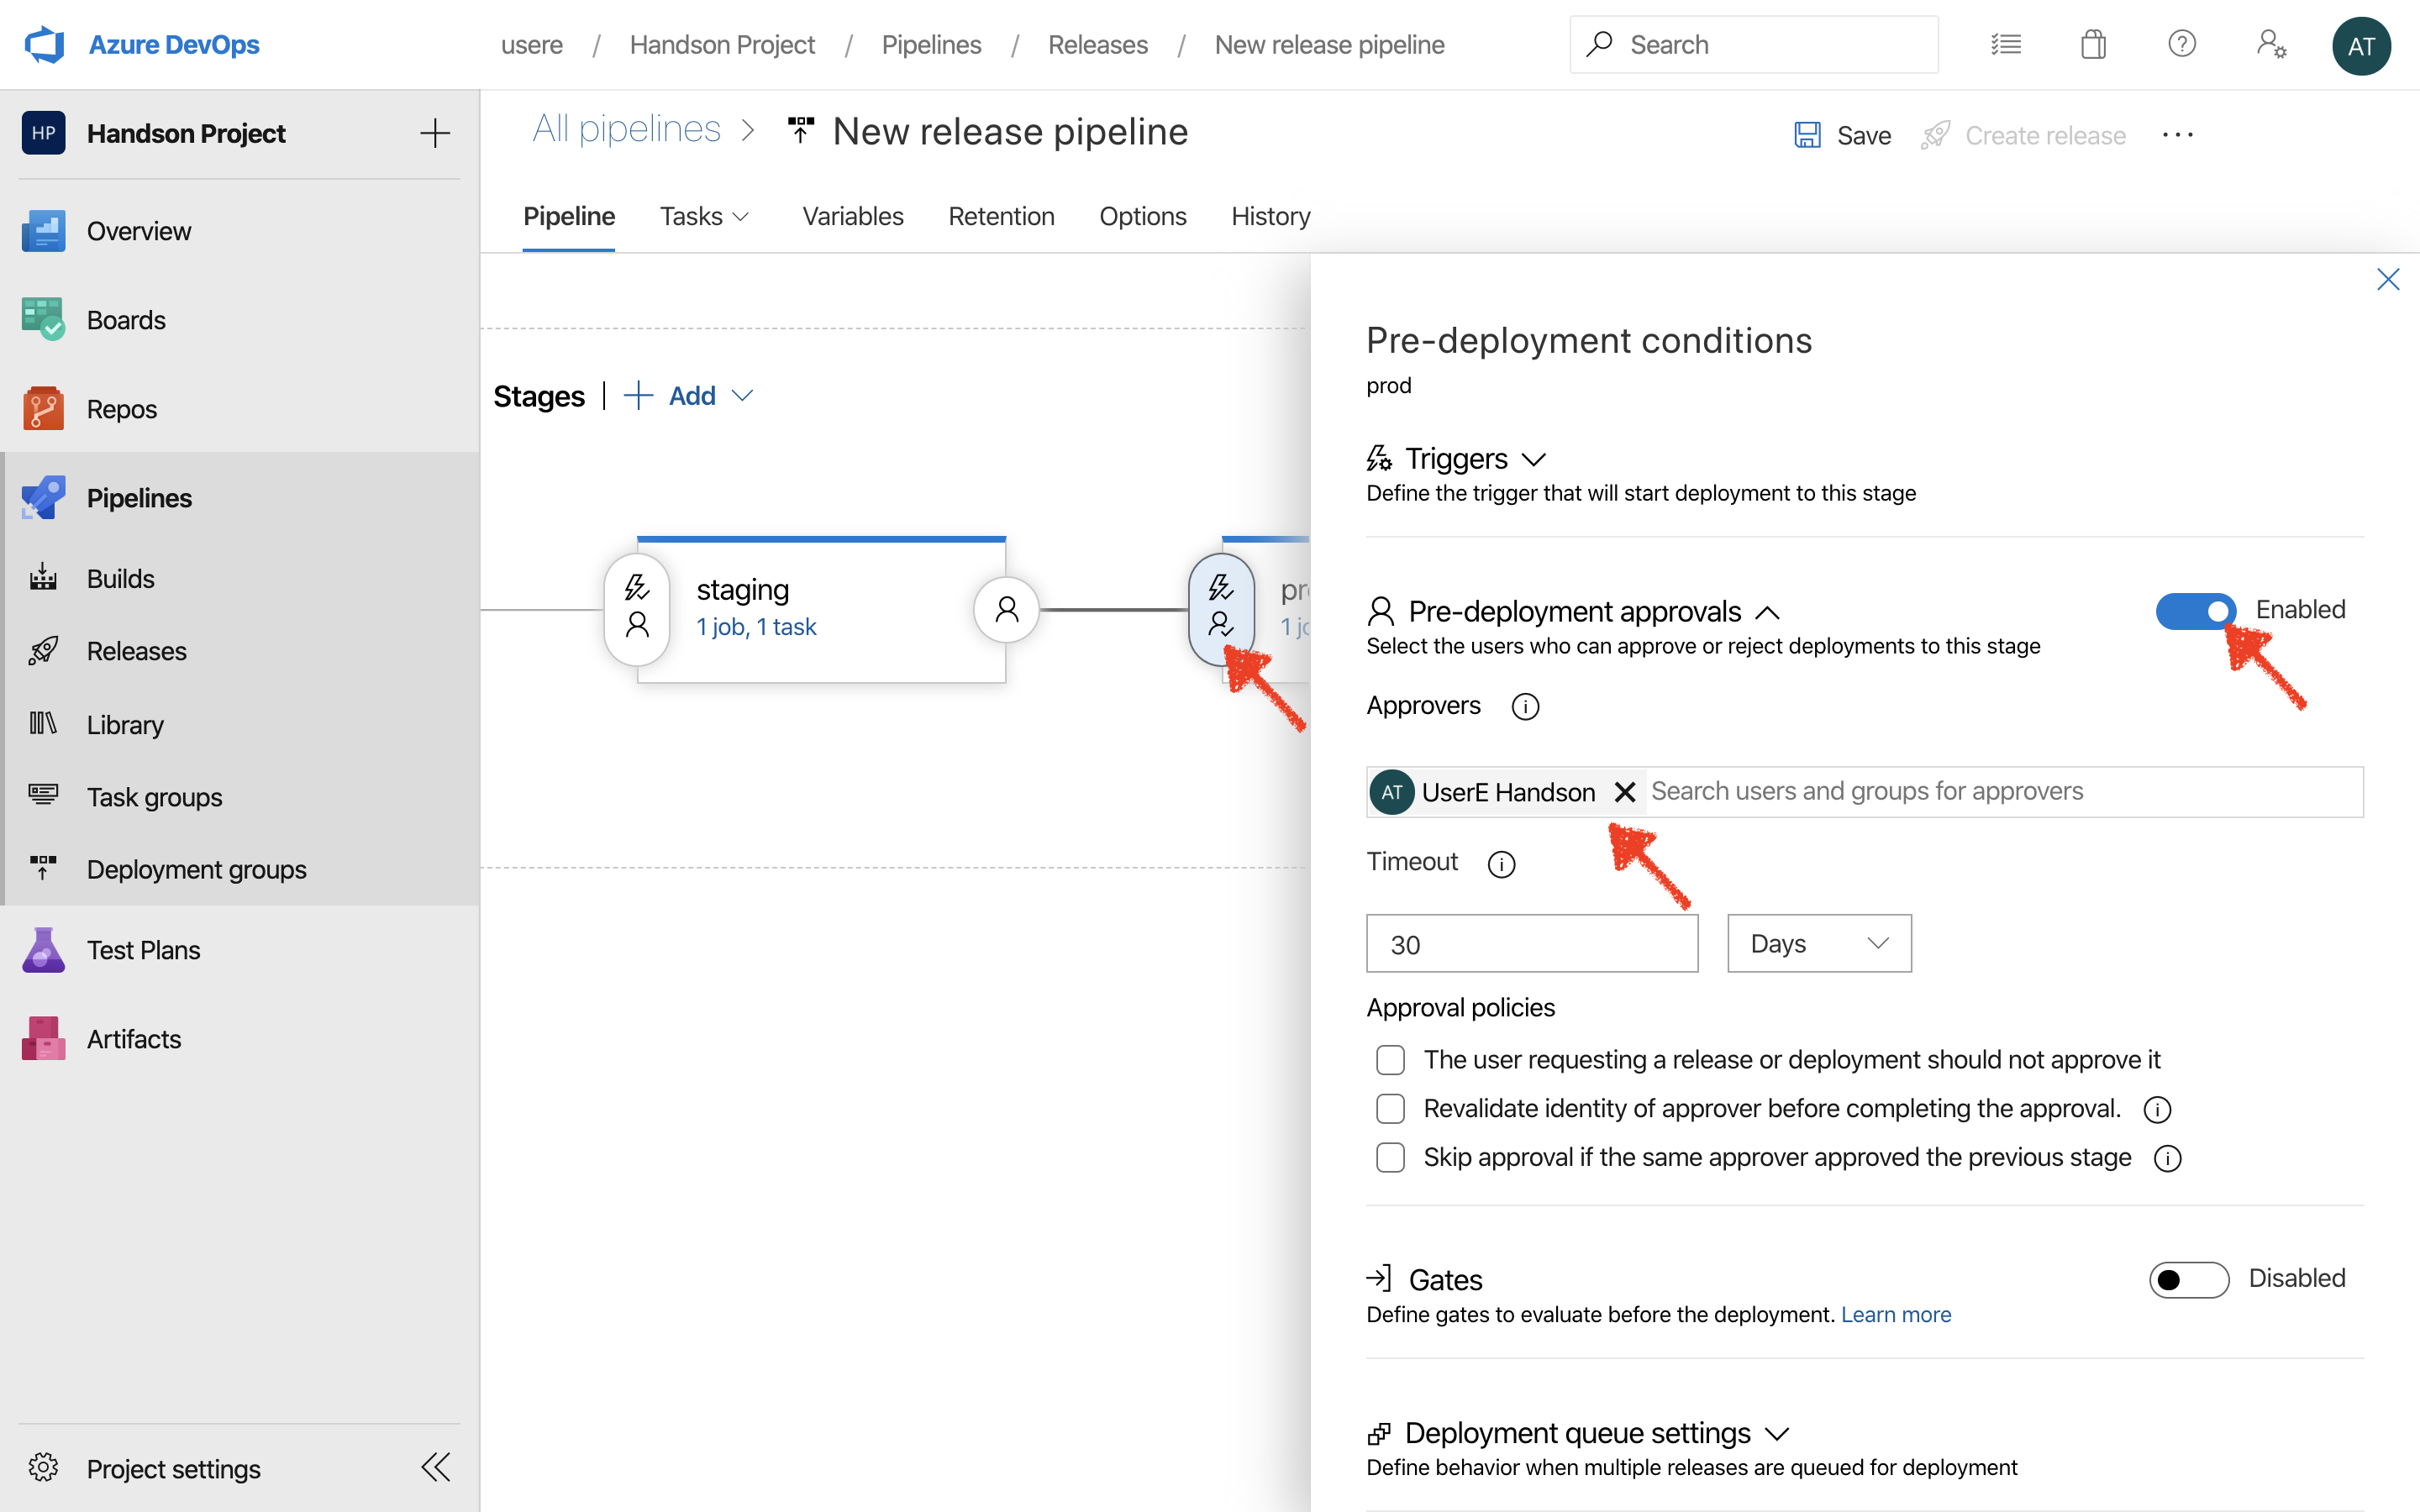 Azure DevOps
usere / Handson Project / Pipelines / Releases / New release pipeline
Search
AT
HP Handson Project
Overview
Boards
Repos
Pipelines
Builds
Releases
Library
Task groups
Deployment groups
Test Plans
Artifacts
Project settings
All pipelines > New release pipeline
Save
Create release
Pipeline
Tasks
Variables
Retention
Options
History
Stages | Add
staging
1 job, 1 task
Pre-deployment conditions
prod
Triggers
Define the trigger that will start deployment to this stage
Pre-deployment approvals
Enabled
Select the users who can approve or reject deployments to this stage
Approvers
AT UserE Handson Search users and groups for approvers
Timeout
30 Days
Approval policies
The user requesting a release or deployment should not approve it
Revalidate identity of approver before completing the approval.
Skip approval if the same approver approved the previous stage
Gates
Disabled
Define gates to evaluate before the deployment. Learn more
Deployment queue settings
Define behavior when multiple releases are queued for deployment